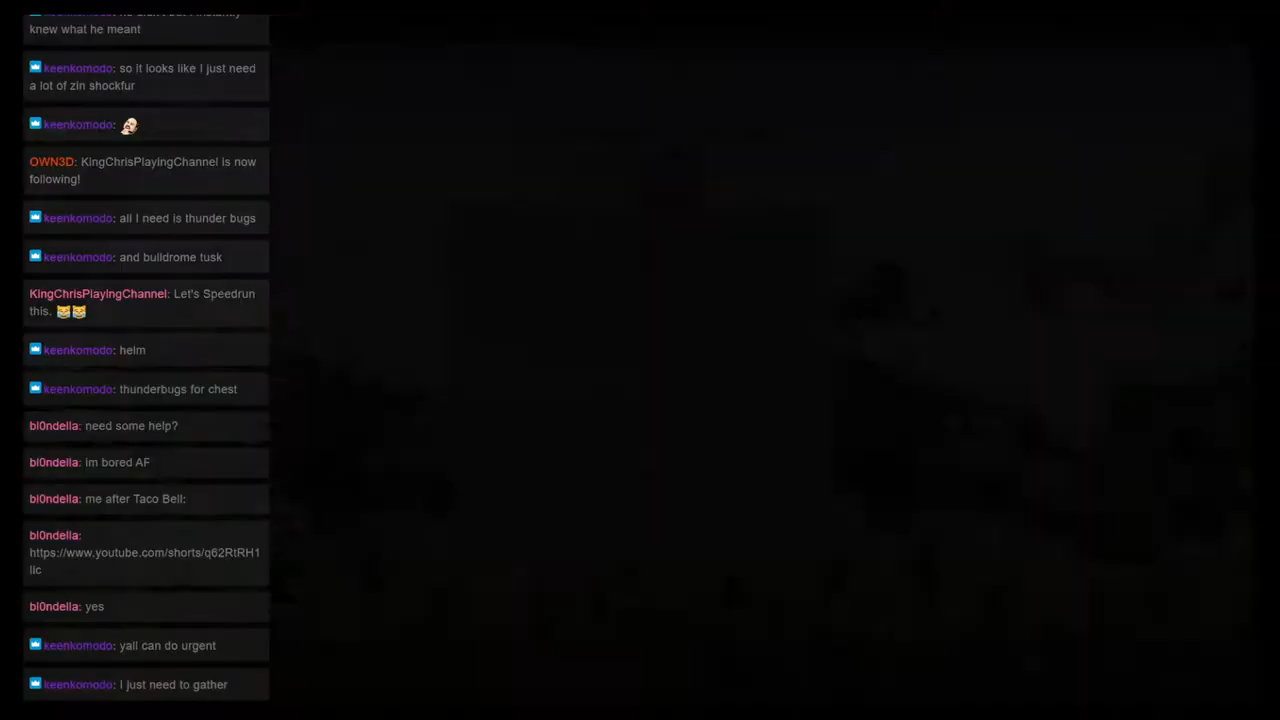 knew what he meant
keenkomodo: so it looks like I just need
a lot of zin shockfur
keenkomodo:
OWN3D: KingChrisPlayingChannel is now
following!
keenkomodo: all I need is thunder bugs
keenkomodo: and bulldrome tusk
KingChrisPlayingChannel: Let's Speedrun
this.
keenkomodo: helm
keenkomodo: thunderbugs for chest
bl0ndella: need some help?
bl0ndella: im bored AF
bl0ndella: me after Taco Bell:
bl0ndella:
https://www.youtube.com/shorts/q62RtRH1
lic
bl0ndella: yes
keenkomodo: yall can do urgent
keenkomodo: I just need to gather